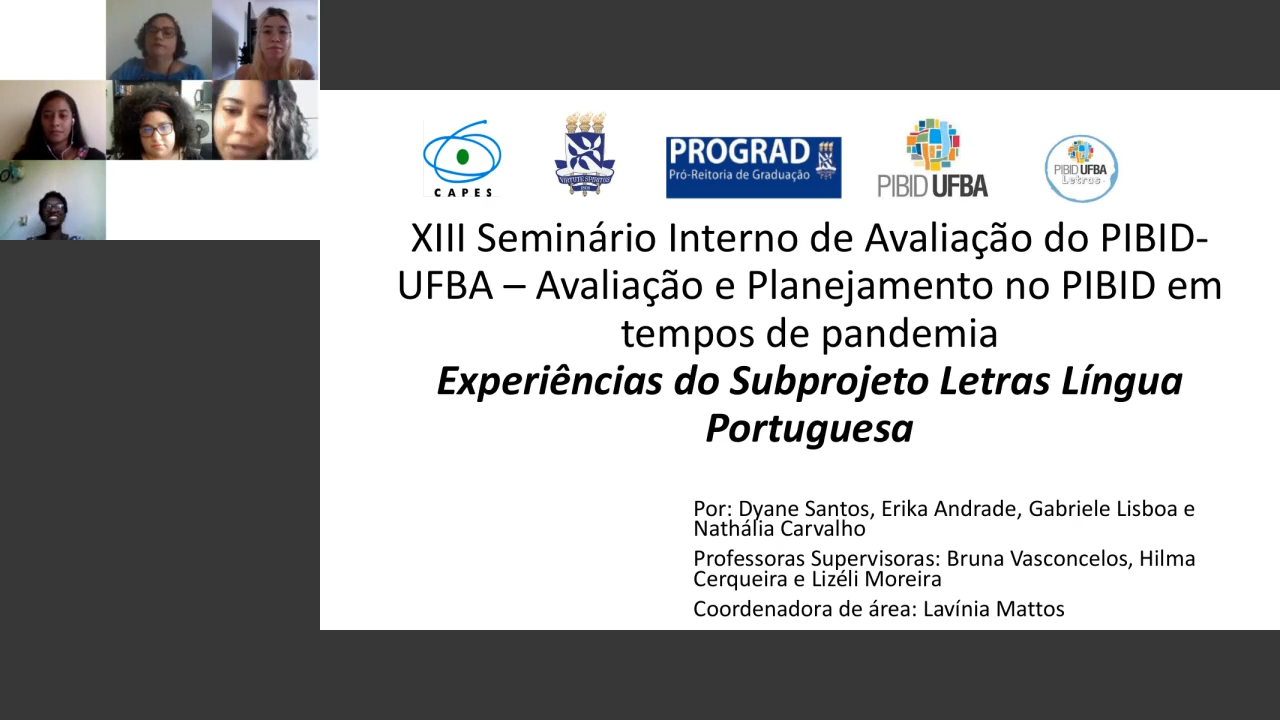 CAPES
VIRTUTE SPIRITUS
PROGRAD
Pró-Reitoria de Graduação
PIBID UFBA
PIBID UFBA
Letras
XIII Seminário Interno de Avaliação do PIBID-
UFBA – Avaliação e Planejamento no PIBID em
tempos de pandemia
Experiências do Subprojeto Letras Língua
Portuguesa
Por: Dyane Santos, Erika Andrade, Gabriele Lisboa e
Nathália Carvalho
Professoras Supervisoras: Bruna Vasconcelos, Hilma
Cerqueira e Lizéli Moreira
Coordenadora de área: Lavínia Mattos